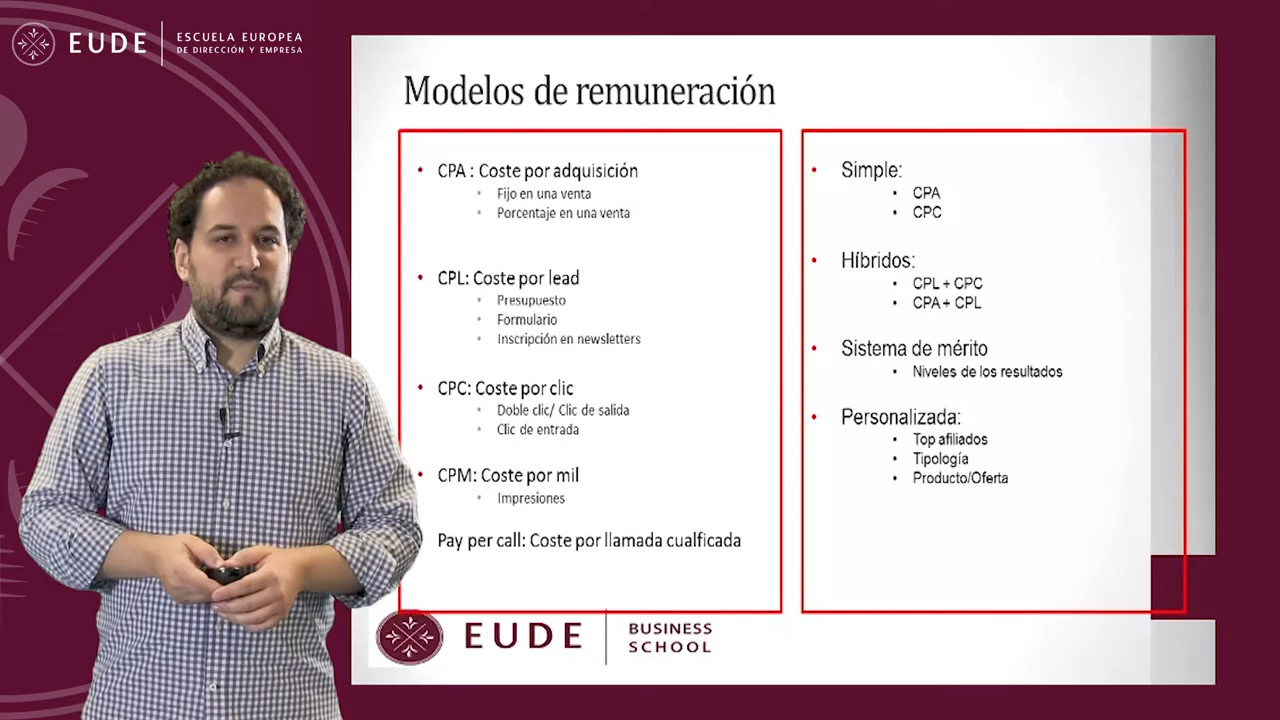 EUDE
ESCUELA EUROPEA
DE DIRECCIÓN Y EMPRESA
Modelos de remuneración
CPA : Coste por adquisición
Fijo en una venta
Porcentaje en una venta
CPL: Coste por lead
Presupuesto
Formulario
Inscripción en newsletters
CPC: Coste por clic
Doble clic/ Clic de salida
Clic de entrada
CPM: Coste por mil
Impresiones
Pay per call: Coste por llamada cualficada
Simple:
CPA
CPC
Híbridos:
CPL + CPC
CPA + CPL
Sistema de mérito
Niveles de los resultados
Personalizada:
Top afiliados
Tipología
Producto/Oferta
EUDE
BUSINESS
SCHOOL